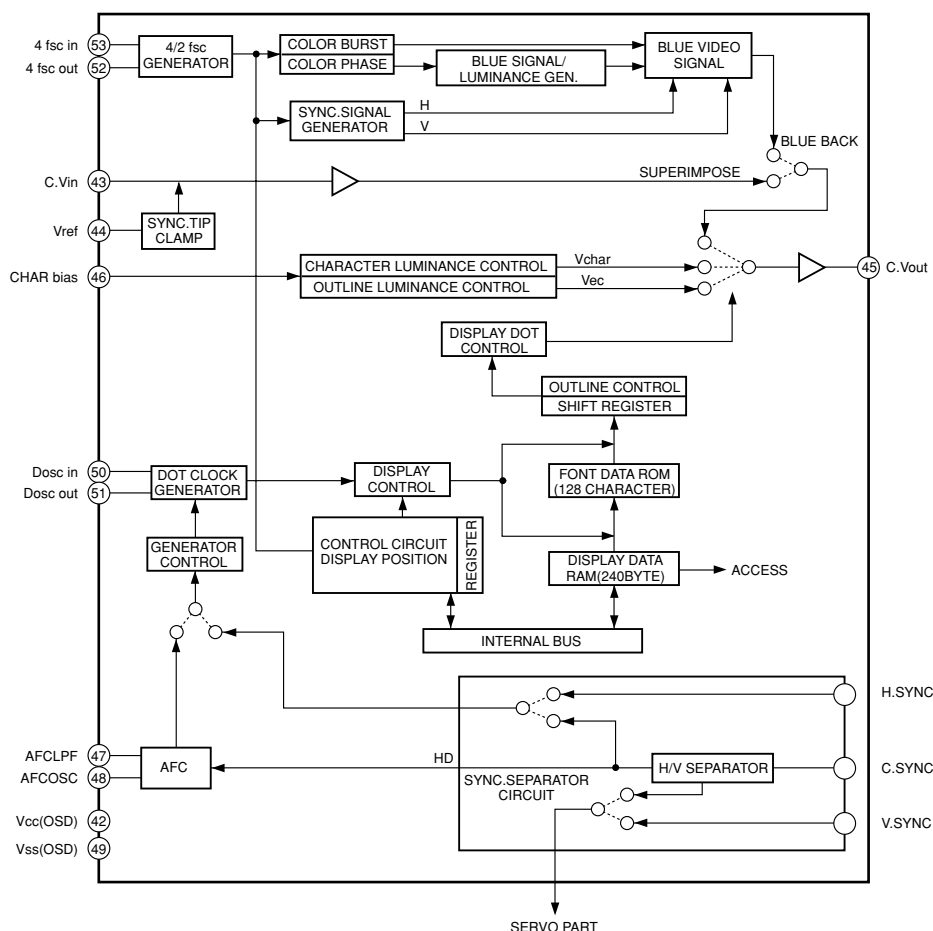 4 fsc in
53
4 fsc out
52
4/2 fsc
GENERATOR
COLOR BURST
COLOR PHASE
BLUE SIGNAL/
LUMINANCE GEN.
BLUE VIDEO
SIGNAL
SYNC.SIGNAL
GENERATOR
H
V
BLUE BACK
C.Vin
43
SUPERIMPOSE
Vref
44
SYNC.TIP
CLAMP
CHAR bias
46
CHARACTER LUMINANCE CONTROL
OUTLINE LUMINANCE CONTROL
Vchar
Vec
45
C.Vout
DISPLAY DOT
CONTROL
OUTLINE CONTROL
SHIFT REGISTER
Dosc in
50
Dosc out
51
DOT CLOCK
GENERATOR
DISPLAY
CONTROL
FONT DATA ROM
(128 CHARACTER)
GENERATOR
CONTROL
CONTROL CIRCUIT
DISPLAY POSITION
REGISTER
DISPLAY DATA
RAM(240BYTE)
ACCESS
INTERNAL BUS
H.SYNC
AFCLPF
47
AFCOSC
48
AFC
HD
SYNC.SEPARATOR
CIRCUIT
H/V SEPARATOR
C.SYNC
Vcc(OSD)
42
V.SYNC
Vss(OSD)
49
SERVO PART